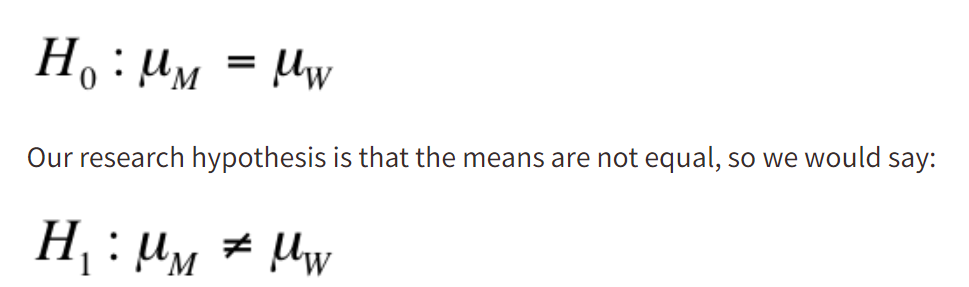 H₀ : μ_M = μ_W
Our research hypothesis is that the means are not equal, so we would say:
H₁ : μ_M ≠ μ_W